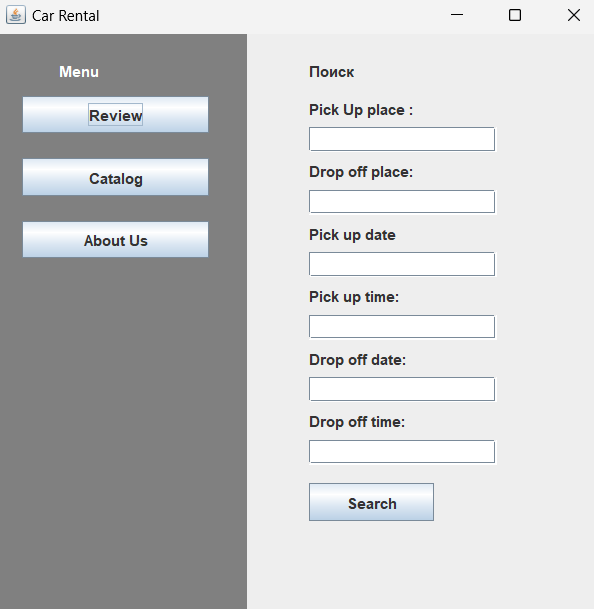 Car Rental
Menu
Review
Catalog
About Us
Поиск
Pick Up place :
Drop off place:
Pick up date
Pick up time:
Drop off date:
Drop off time:
Search